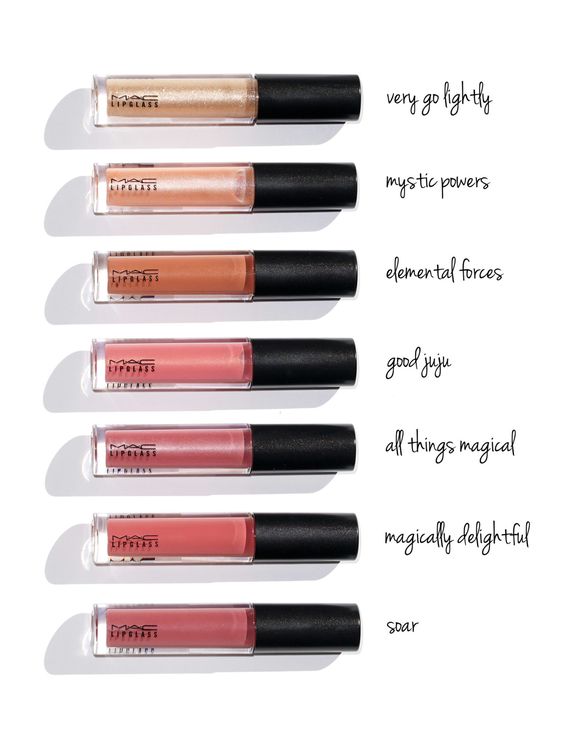 MAC
LIPGLASS
very go lightly
MAC
LIPGLASS
mystic powers
MAC
LIPGLASS
elemental forces
MAC
LIPGLASS
LIPGLASS
good juju
MAC
LIPGLASS
all things magical
MAC
LIPGLASS
magically delightful
MAC
LIPGLASS
LIPGLASS
soar